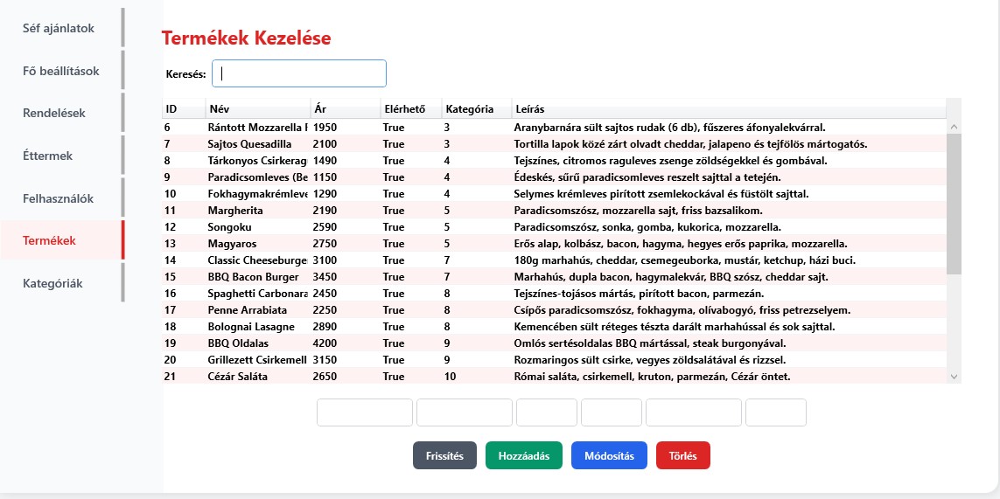 Séf ajánlatok
Fő beállítások
Rendelések
Éttermek
Felhasználók
Termékek
Kategóriák
Termékek Kezelése
Keresés:
ID Név Ár Elérhető Kategória Leírás
6 Rántott Mozzarella R 1950 True 3 Aranybarnára sült sajtos rudak (6 db), fűszeres áfonyalekvárral.
7 Sajtos Quesadilla 2100 True 3 Tortilla lapok közé zárt olvadt cheddar, jalapeno és tejfölös mártogatós.
8 Tárkonyos Csirkeragu 1490 True 4 Tejszínes, citromos raguleves zsenge zöldségekkel és gombával.
9 Paradicsomleves (Be 1150 True 4 Édeskés, sűrű paradicsomleves reszelt sajttal a tetején.
10 Fokhagymakrémleve 1290 True 4 Selymes krémleves pirított zsemlekockával és füstölt sajttal.
11 Margherita 2190 True 5 Paradicsomszósz, mozzarella sajt, friss bazsalikom.
12 Songoku 2590 True 5 Paradicsomszósz, sonka, gomba, kukorica, mozzarella.
13 Magyaros 2750 True 5 Erős alap, kolbász, bacon, hagyma, hegyes erős paprika, mozzarella.
14 Classic Cheeseburger 3100 True 7 180g marhahús, cheddar, csemegeuborka, mustár, ketchup, házi buci.
15 BBQ Bacon Burger 3450 True 7 Marhahús, dupla bacon, hagymalekvár, BBQ szósz, cheddar sajt.
16 Spaghetti Carbonara 2450 True 8 Tejszínes-tojásos mártás, pirított bacon, parmezán.
17 Penne Arrabiata 2250 True 8 Csípős paradicsomszósz, fokhagyma, olívabogyó, friss petrezselyem.
18 Bolognai Lasagne 2890 True 8 Kemencében sült réteges tészta darált marhahússal és sok sajttal.
19 BBQ Oldalas 4200 True 9 Omlós sertésoldalas BBQ mártással, steak burgonyával.
20 Grillezett Csirkemell 3150 True 9 Rozmaringos sült csirke, vegyes zöldsalátával és rizzsel.
21 Cézár Saláta 2650 True 10 Római saláta, csirkemell, kruton, parmezán, Cézár öntet.
Frissítés Hozzáadás Módosítás Törlés